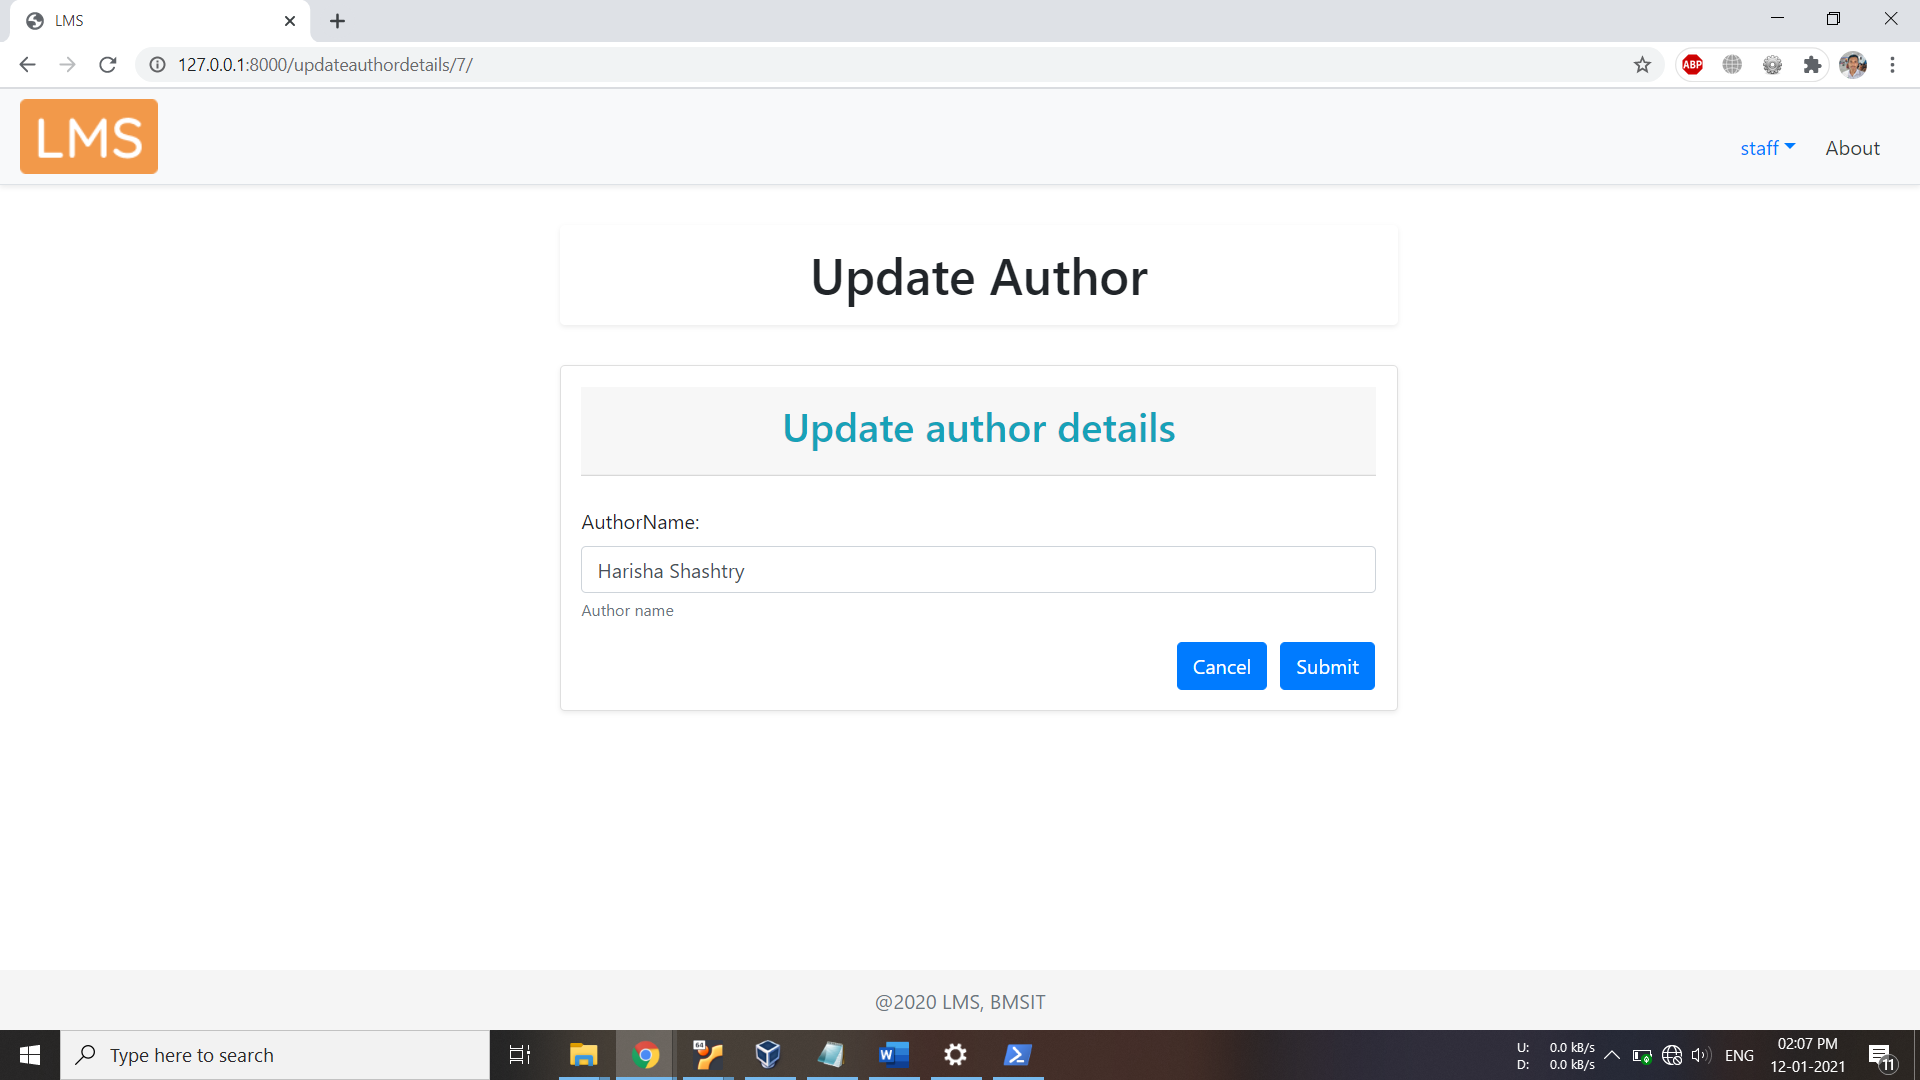 LMS
127.0.0.1:8000/updateauthordetails/7/
ABP
LMS
staff
About
Update Author
Update author details
AuthorName:
Harisha Shashtry
Author name
Cancel
Submit
@2020 LMS, BMSIT
Type here to search
64
W
U: 0.0 kB/s
D: 0.0 kB/s
ENG
02:07 PM
12-01-2021
11